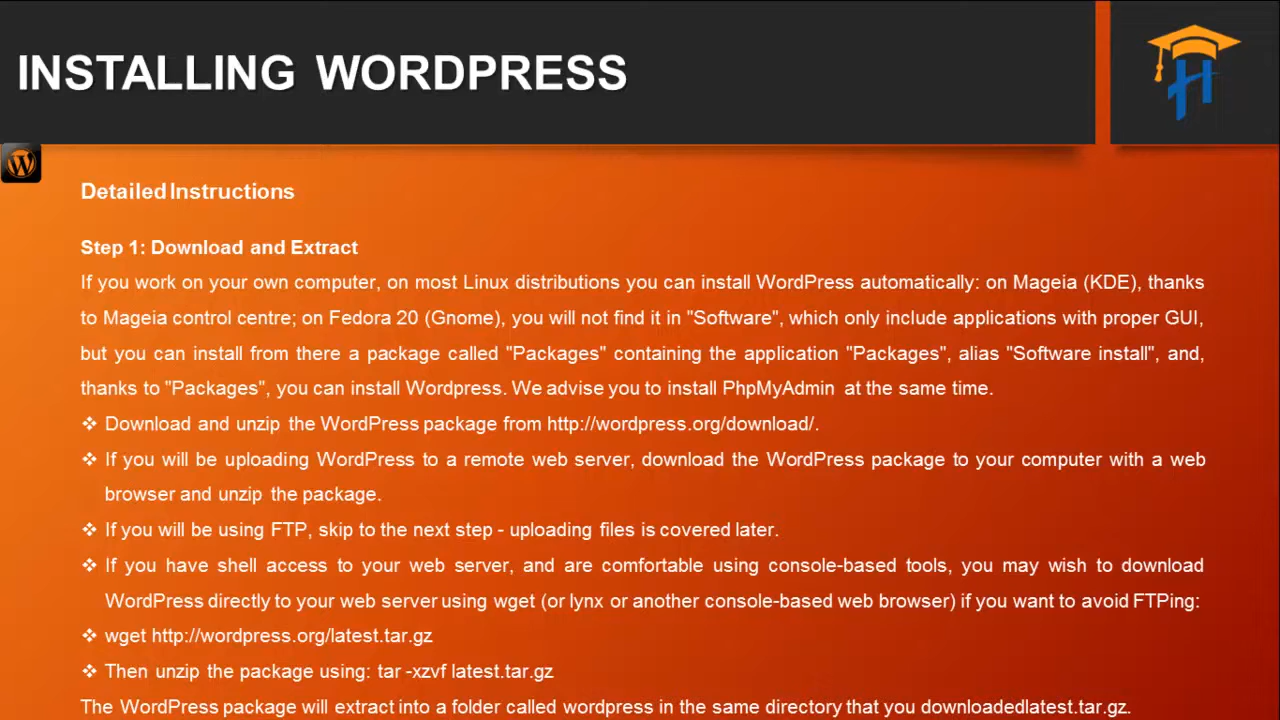 INSTALLING WORDPRESS
Detailed Instructions
Step 1: Download and Extract
If you work on your own computer, on most Linux distributions you can install WordPress automatically: on Mageia (KDE), thanks
to Mageia control centre; on Fedora 20 (Gnome), you will not find it in "Software", which only include applications with proper GUI,
but you can install from there a package called "Packages" containing the application "Packages", alias "Software install", and,
thanks to "Packages", you can install Wordpress. We advise you to install PhpMyAdmin at the same time.
❖ Download and unzip the WordPress package from http://wordpress.org/download/.
❖ If you will be uploading WordPress to a remote web server, download the WordPress package to your computer with a web
browser and unzip the package.
❖ If you will be using FTP, skip to the next step - uploading files is covered later.
❖ If you have shell access to your web server, and are comfortable using console-based tools, you may wish to download
WordPress directly to your web server using wget (or lynx or another console-based web browser) if you want to avoid FTPing:
❖ wget http://wordpress.org/latest.tar.gz
❖ Then unzip the package using: tar -xzvf latest.tar.gz
The WordPress package will extract into a folder called wordpress in the same directory that you downloadedlatest.tar.gz.